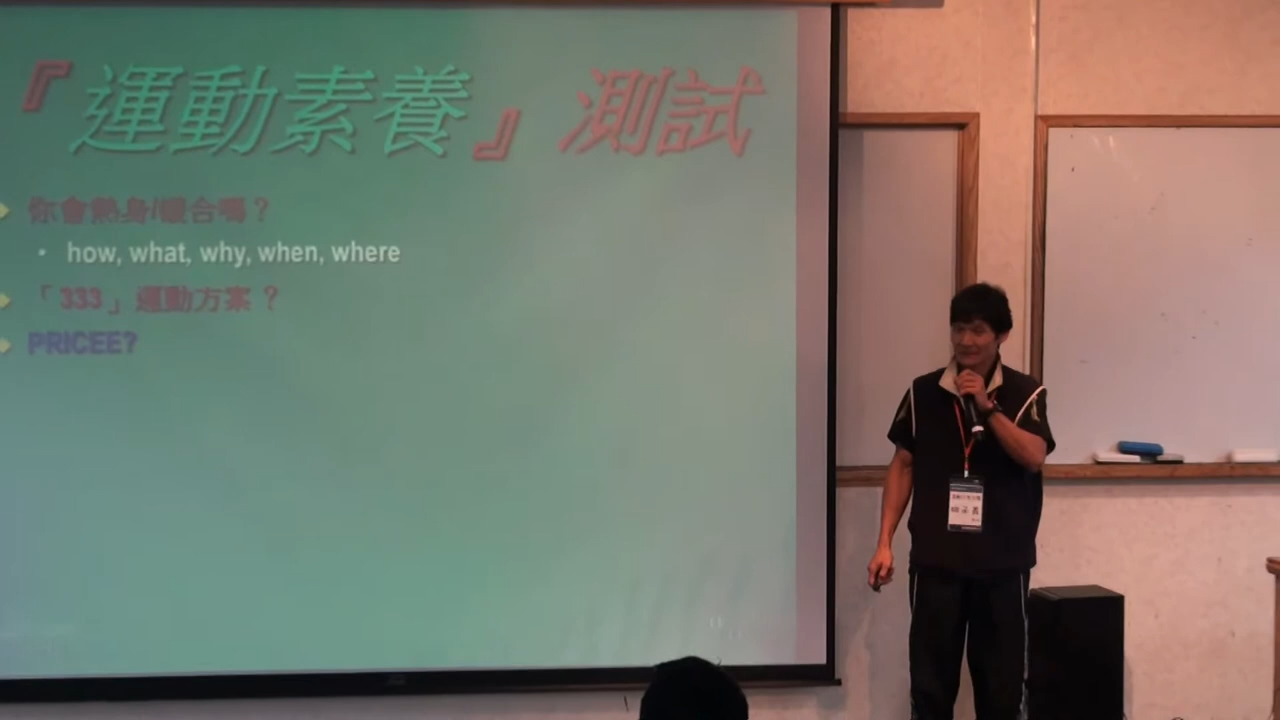 『運動素養』測試
你會熱身/緩合嗎？
• how, what, why, when, where
「333」運動方案？
PRICEE?
11